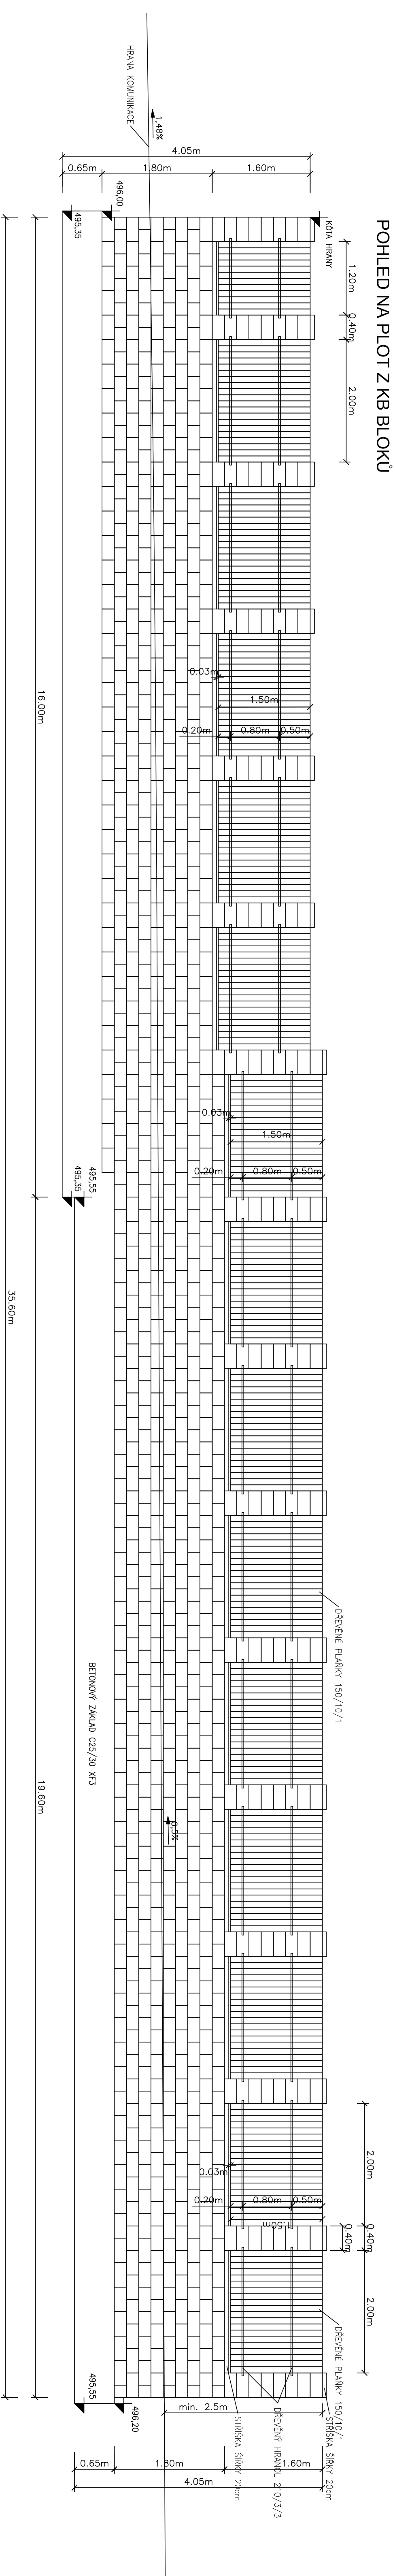 POHLED NA PLOT Z KB BLOKŮ
HRANA KOMUNIKACE
1,48%
4.05m
0.65m
1.80m
1.60m
496,00
495,35
KÓTA HRANY
1.20m
0.40m
2.00m
0.03m
1.50m
0.20m
0.80m
0.50m
16.00m
0.03m
1.50m
0.20m
0.80m
0.50m
495,55
495,35
35.60m
DŘEVĚNÉ PLAŇKY 150/10/1
BETONOVÝ ZÁKLAD C25/30 XF3
19.60m
0,5%
2.00m
0.40m
0.40m
2.00m
0.03m
0.20m
0.80m
0.50m
1.50m
DŘEVĚNÉ PLAŇKY 150/10/1
STŘÍŠKA ŠÍŘKY 20cm
DŘEVĚNÝ HRANOL 210/3/3
STŘÍŠKA ŠÍŘKY 20cm
min. 2.5m
495,55
496,20
0.65m
1.80m
1.60m
4.05m